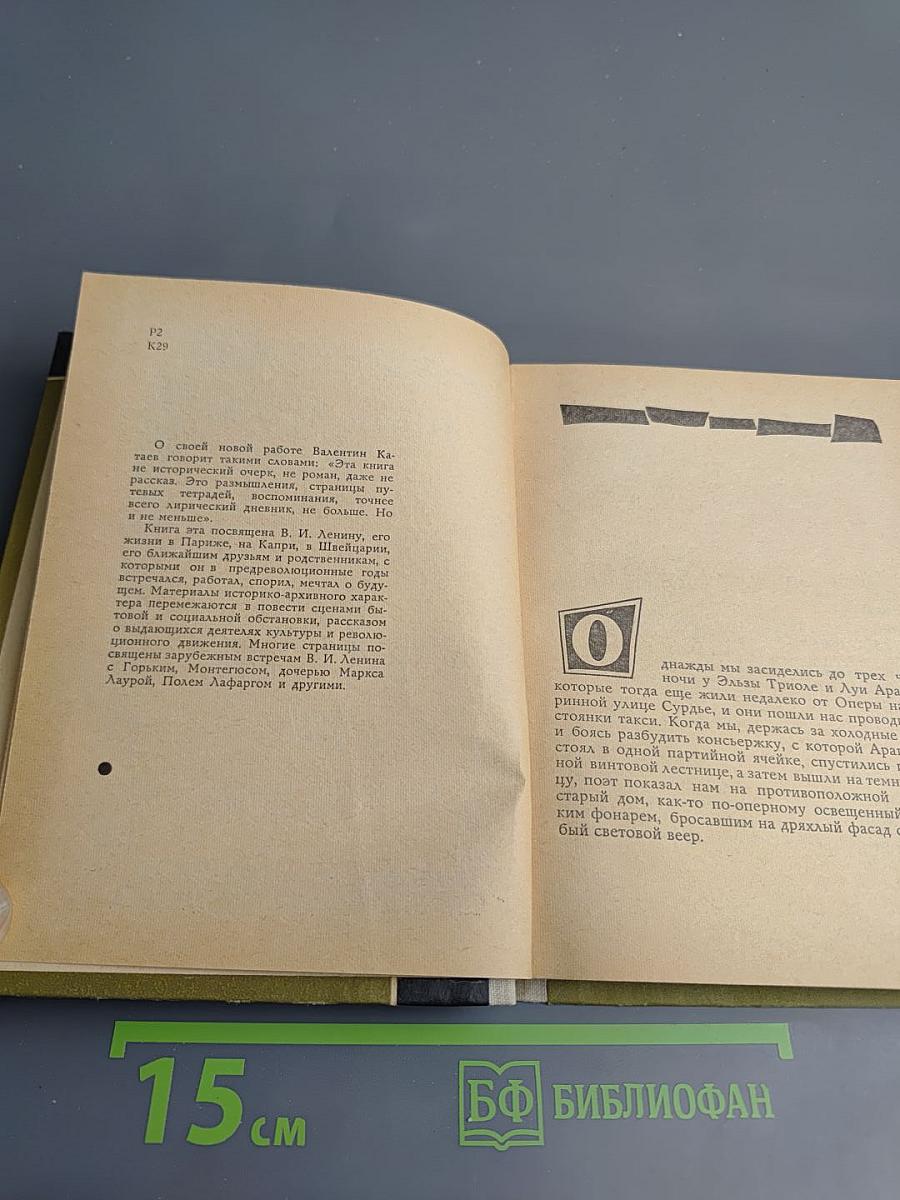 Р2
К29
О своей новой работе Валентин Ка-
таев говорит такими словами: «Эта книга
не исторический очерк, не роман, даже не
рассказ. Это размышления, страницы пу-
тевых тетрадей, воспоминания, точнее
всего лирический дневник, не больше. Но
и не меньше».
Книга эта посвящена В. И. Ленину, его
жизни в Париже, на Капри, в Швейцарии,
его ближайшим друзьям и родственникам, с
которыми он в предреволюционные годы
встречался, работал, спорил, мечтал о буду-
щем. Материалы историко-архивного харак-
тера перемежаются в повести сценами бы-
товой и социальной обстановки, рассказом
о выдающихся деятелях культуры и револю-
ционного движения. Многие страницы по-
священы зарубежным встречам В. И. Ленина
с Горьким, Монтегюсом, дочерью Маркса
Лаурой, Полем Лафаргом и другими.
Однажды мы засиделись до трех
ночи у Эльзы Триоле и Луи Ара
которые тогда еще жили недалеко от Оперы на
ринной улице Сурдье, и они пошли нас провод
стоянки такси. Когда мы, держась за холодные
и боясь разбудить консьержку, с которой Ара
стоял в одной партийной ячейке, спустились
ной винтовой лестнице, а затем вышли на темн
цу, поэт показал нам на противоположной
старый дом, как-то по-оперному освещенный
ким фонарем, бросавшим на дряхлый фасад
бый световой веер.
15 см
БФ БИБЛИОФАН